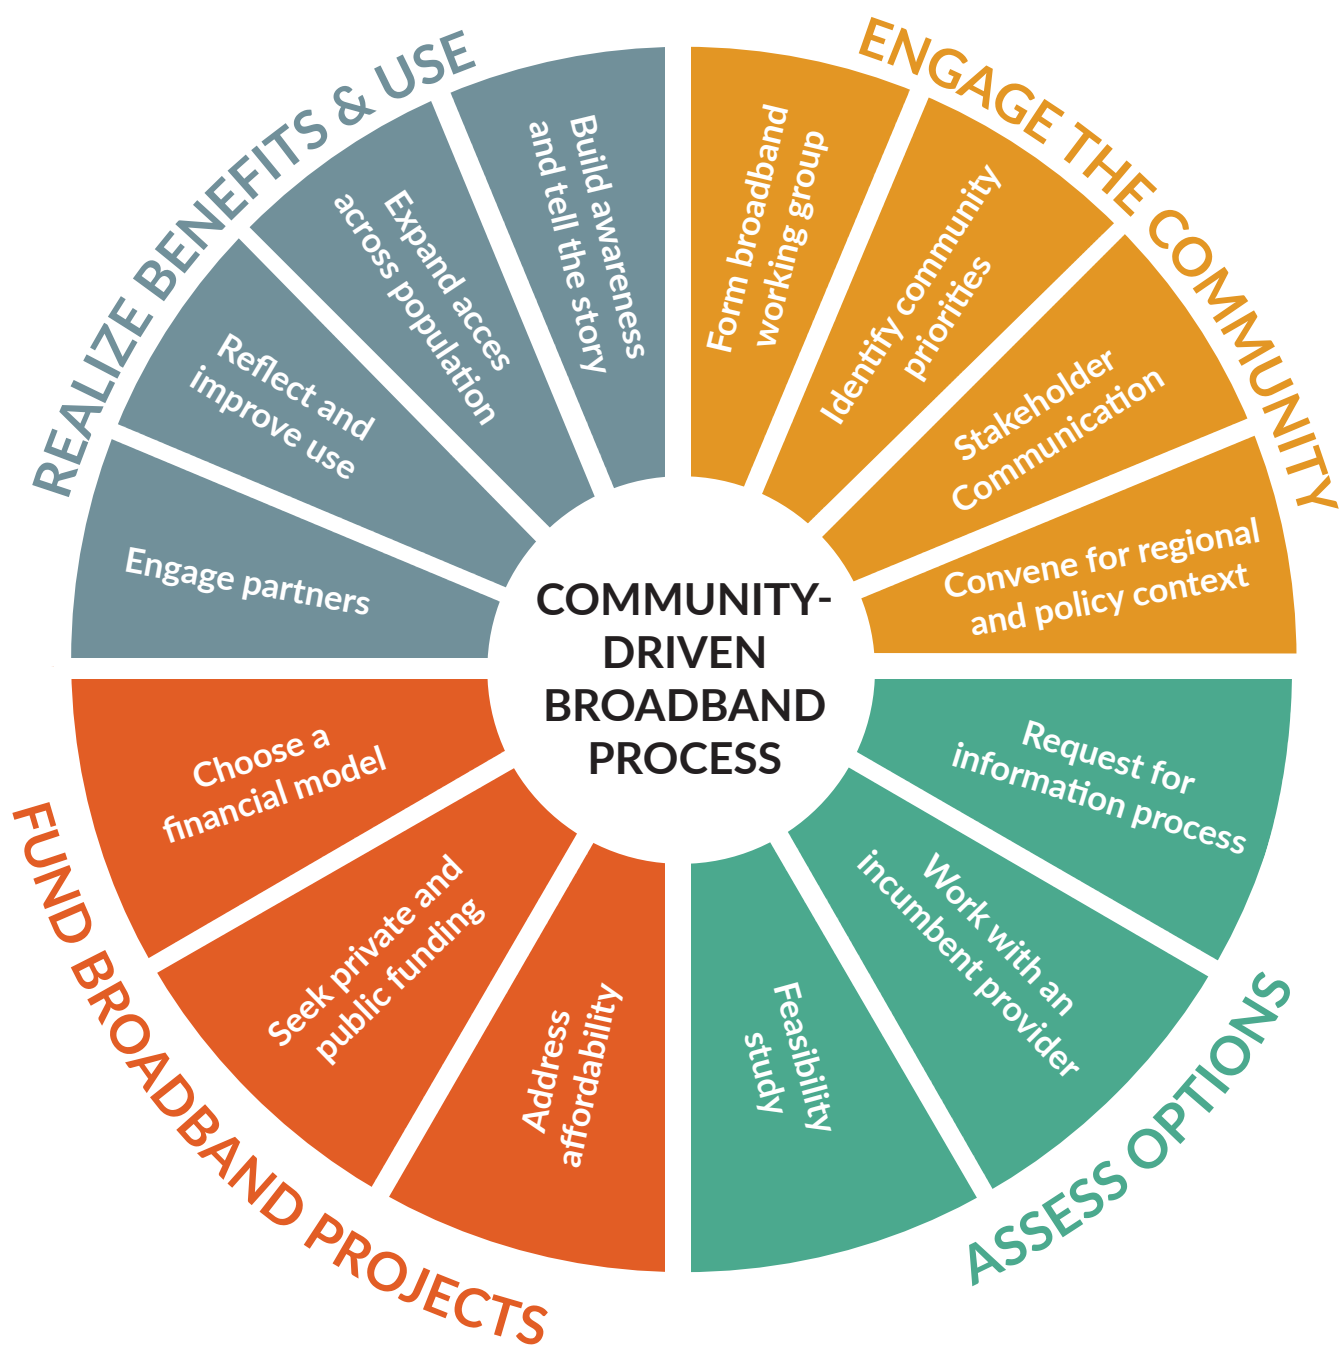 COMMUNITY-
DRIVEN
BROADBAND
PROCESS
ENGAGE THE COMMUNITY
Form broadband
working group
Identify community
priorities
Stakeholder
Communication
Convene for regional
and policy context
ASSESS OPTIONS
Request for
information process
Work with an
incumbent provider
Feasibility
study
FUND BROADBAND PROJECTS
Address
affordability
Seek private and
public funding
Choose a
financial model
REALIZE BENEFITS & USE
Engage partners
Reflect and
improve use
Expand acces
across population
Build awareness
and tell the story